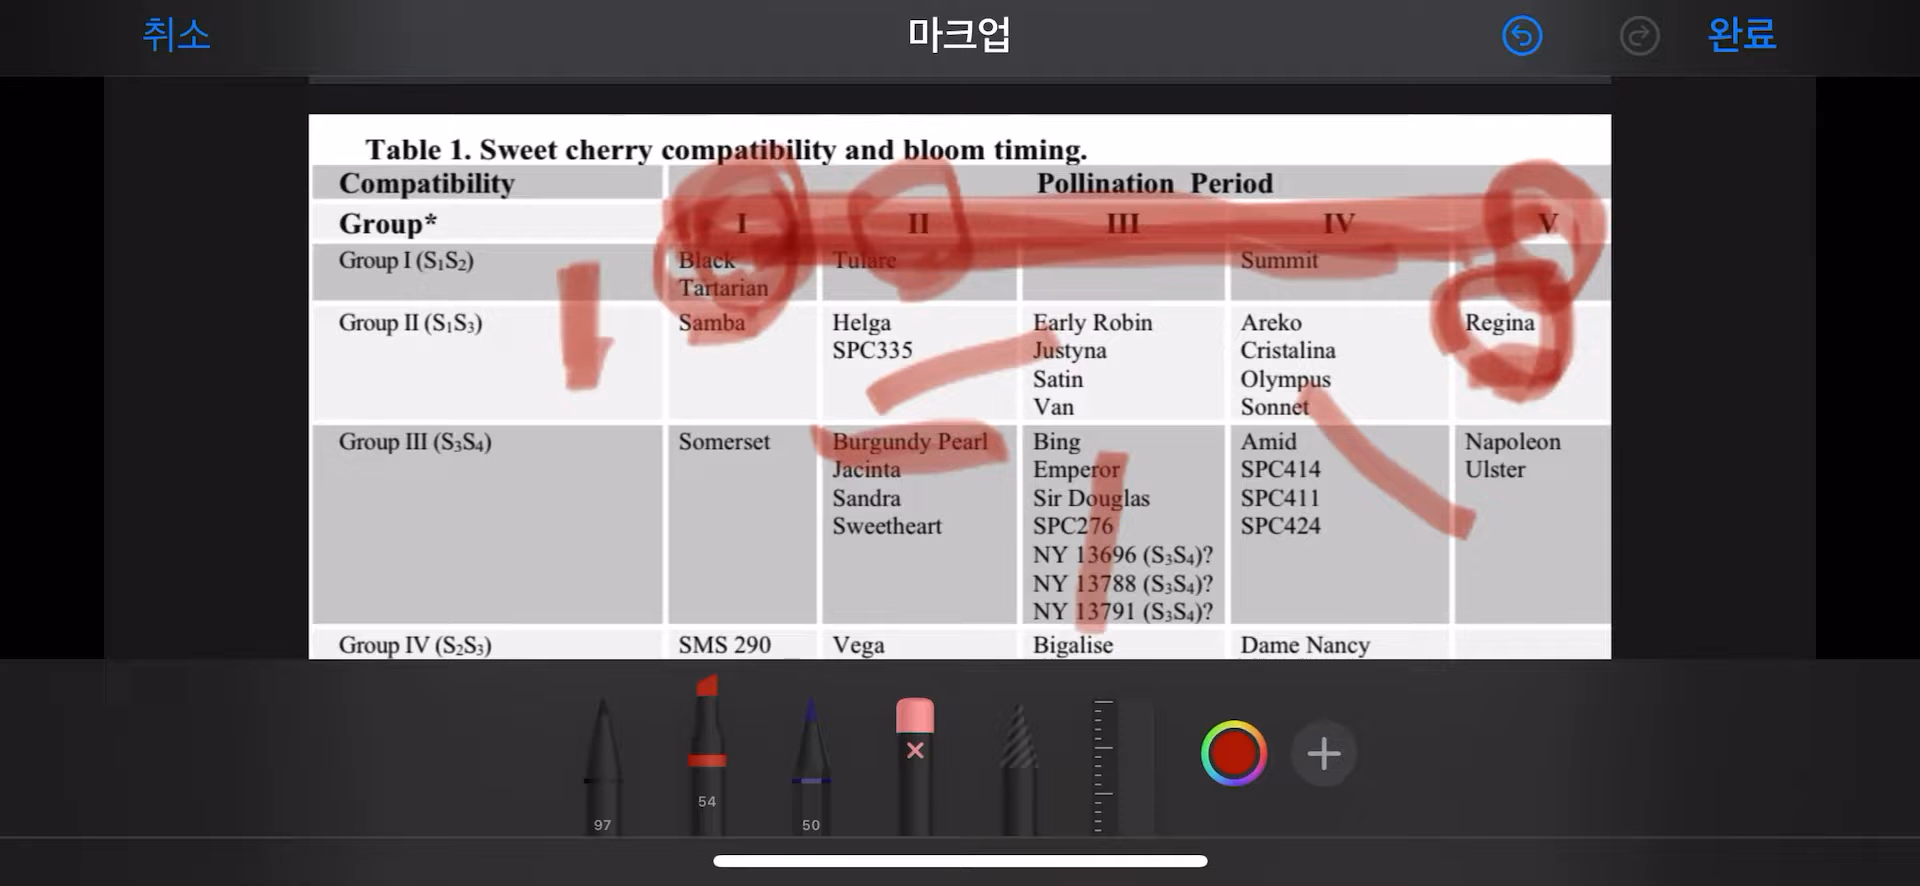 취소 마크업 완료
Table 1. Sweet cherry compatibility and bloom timing.
Compatibility Pollination Period
Group* I II III IV V
Group I (S₁S₂) Black Tulare Summit
Tartarian
Group II (S₁S₃) Samba Helga Early Robin Areko Regina
SPC335 Justyna Cristalina
Satin Olympus
Van Sonnet
Group III (S₃S₄) Somerset Burgundy Pearl Bing Amid Napoleon
Jacinta Emperor SPC414 Ulster
Sandra Sir Douglas SPC411
Sweetheart SPC276 SPC424
NY 13696 (S₃S₄)?
NY 13788 (S₃S₄)?
NY 13791 (S₃S₄)?
Group IV (S₂S₃) SMS 290 Vega Bigalise Dame Nancy
54
97 50